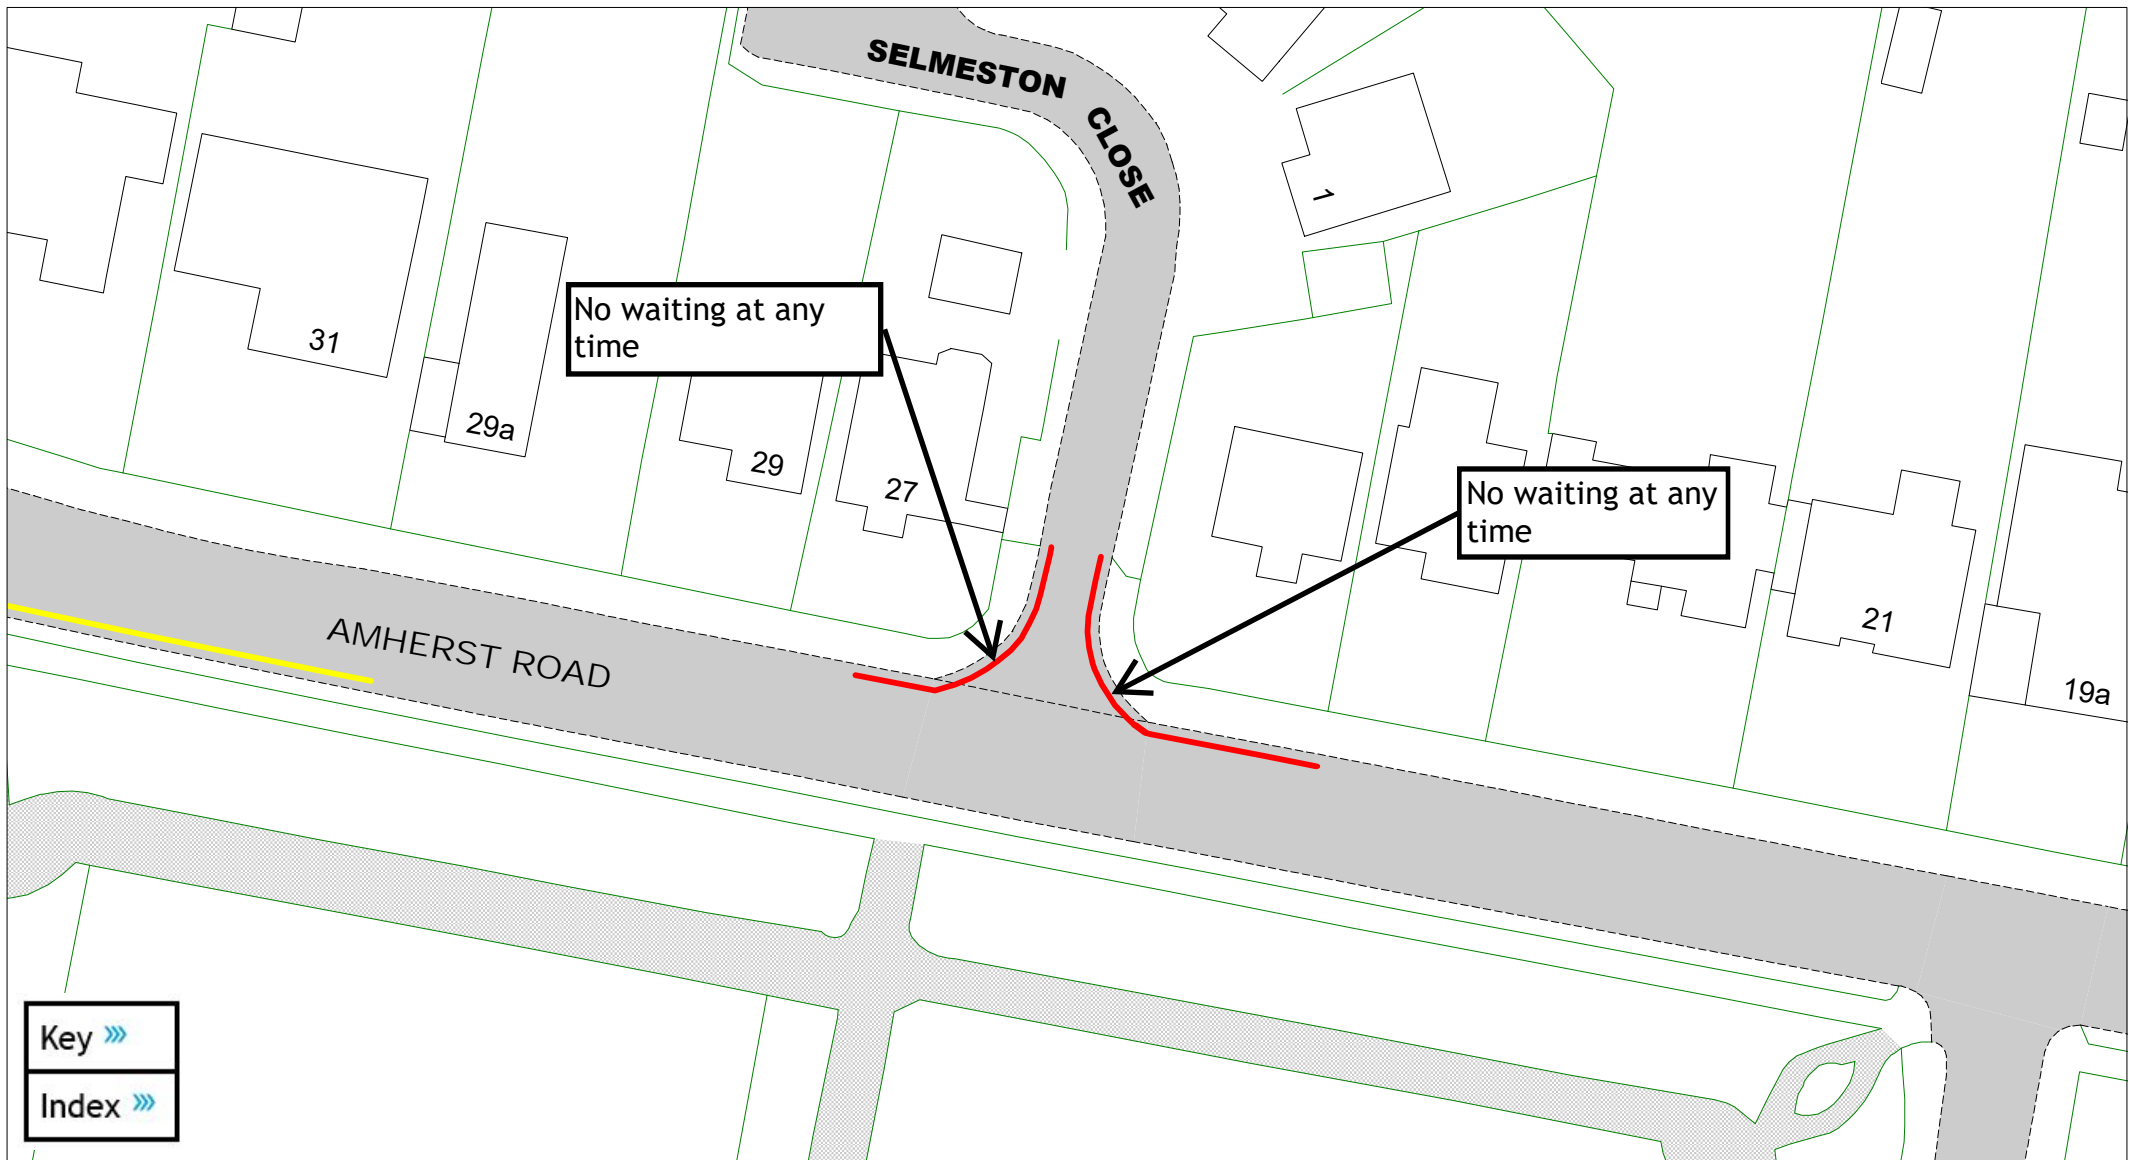 SELMESTON
CLOSE
1
No waiting at any
time
31
29a
29
27
No waiting at any
time
AMHERST ROAD
21
19a
Key »»
Index »»